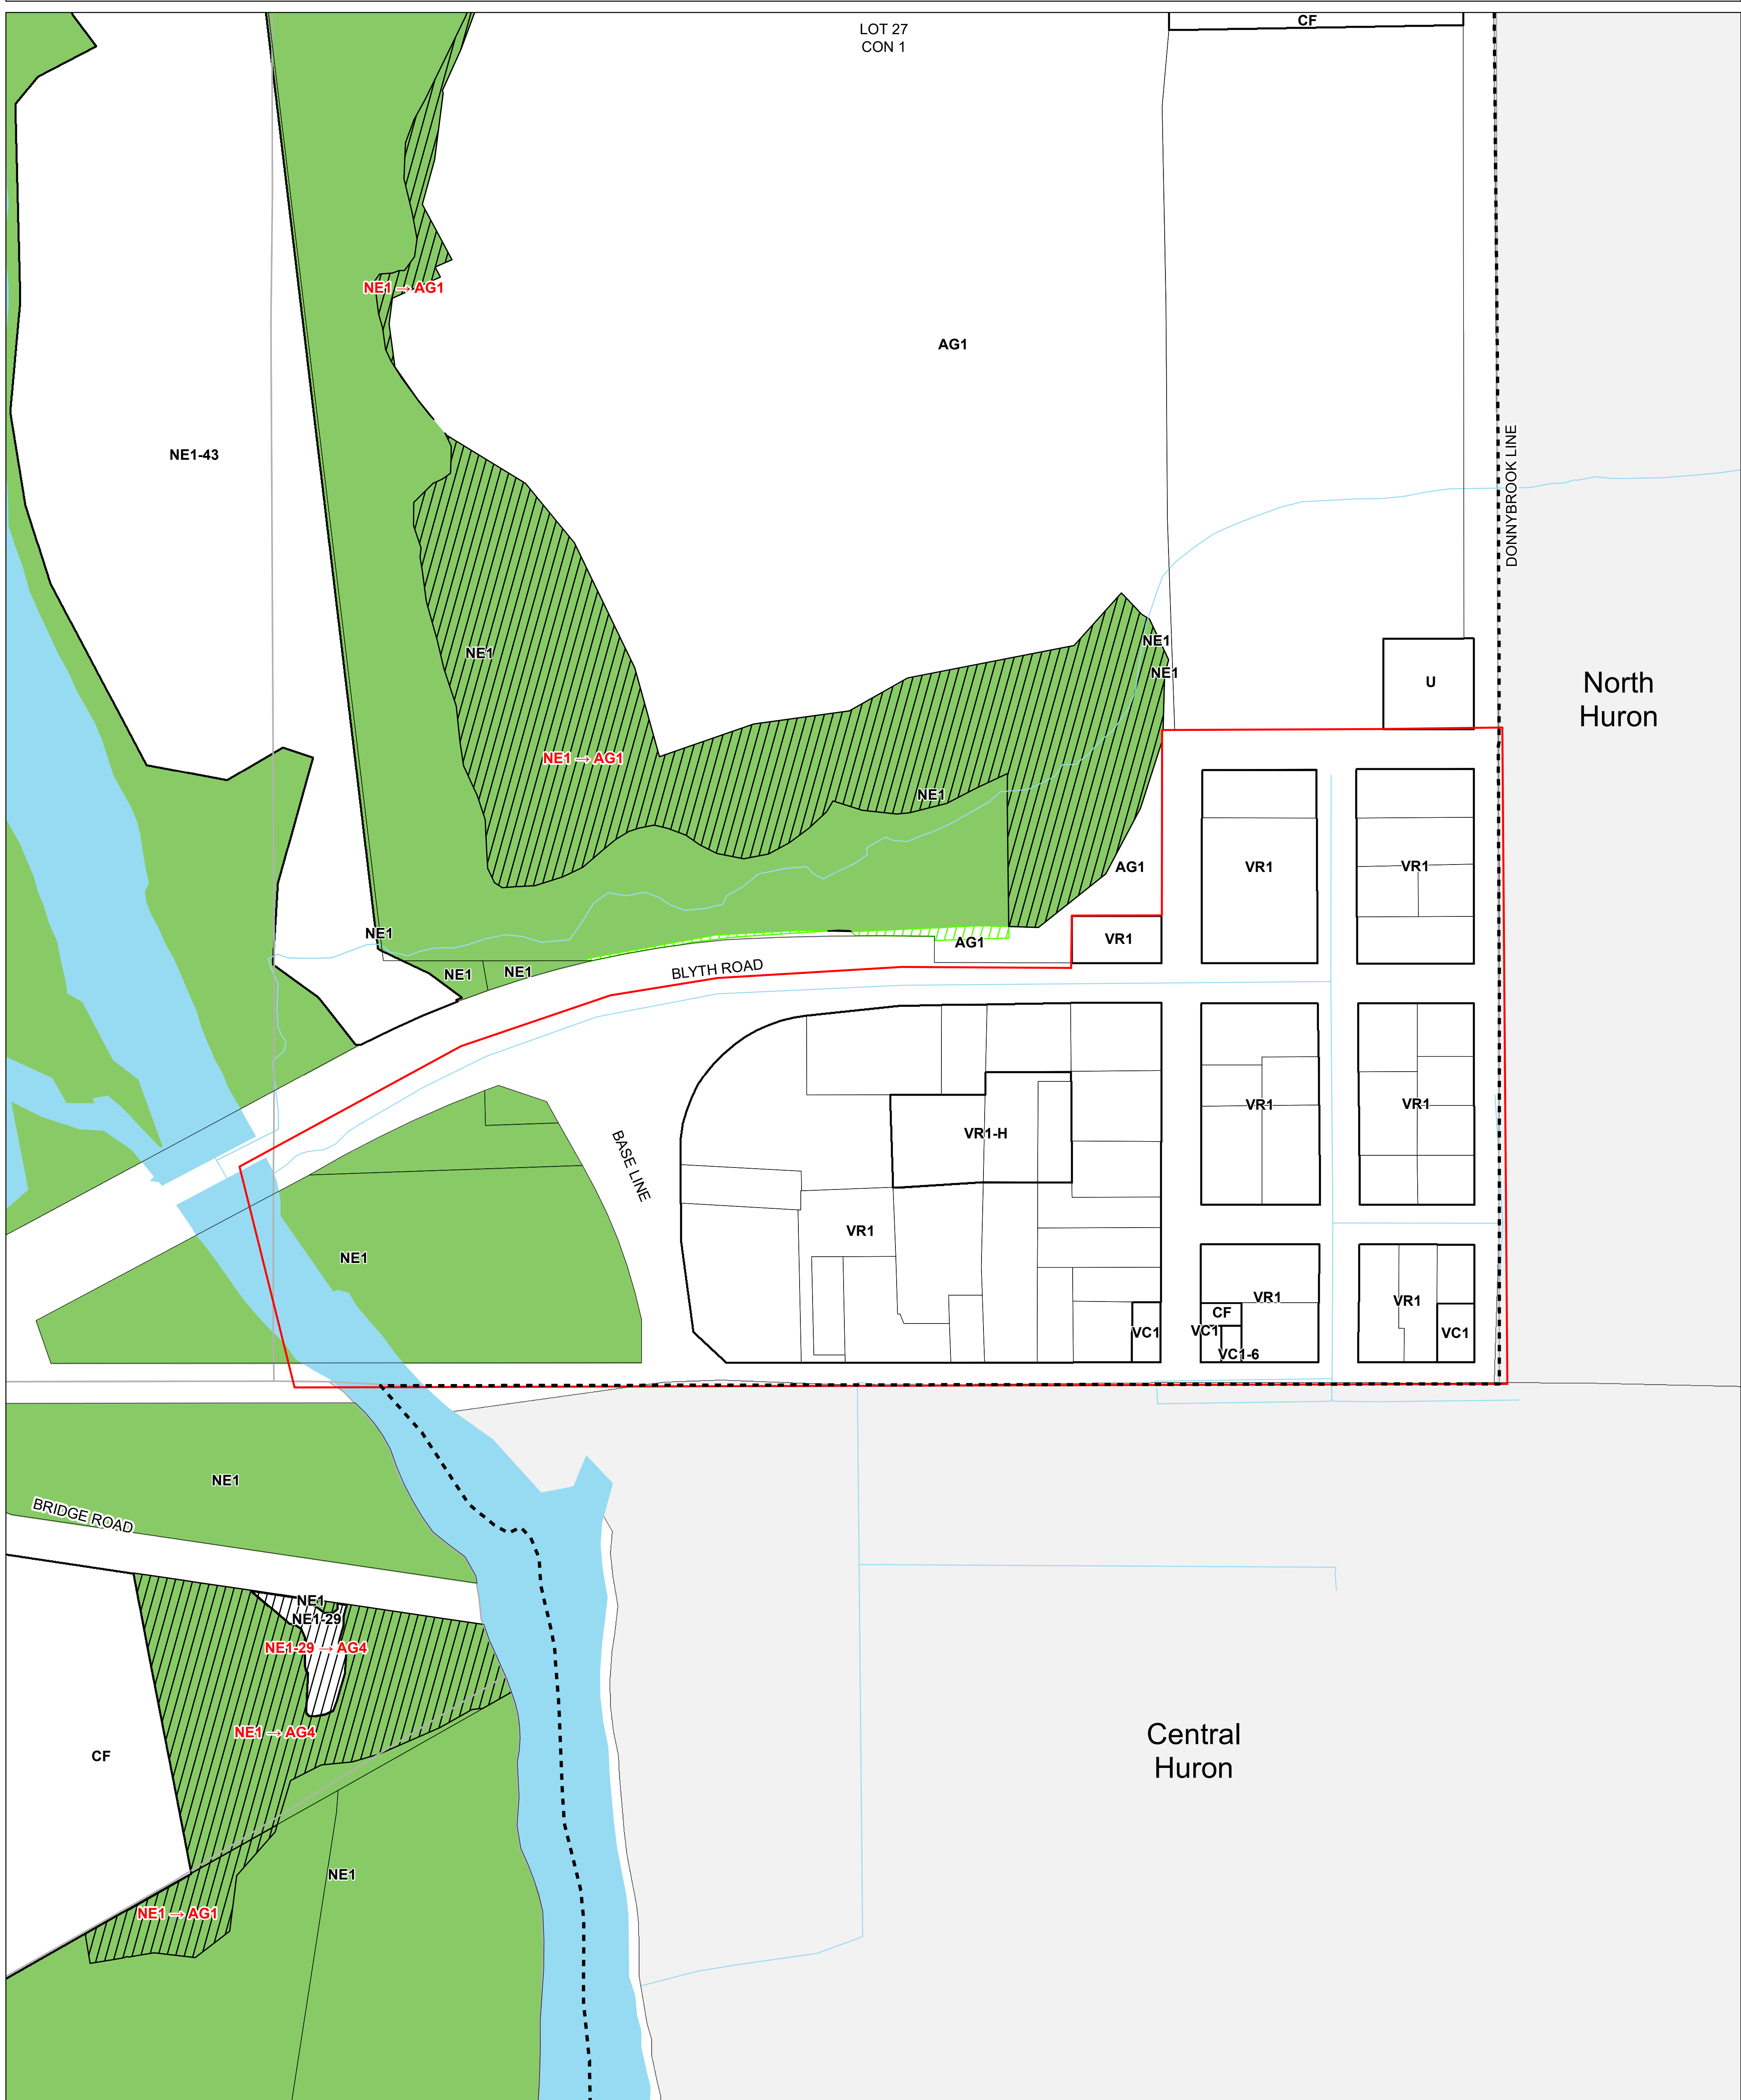 CF
LOT 27
CON 1
NE1 → AG1
AG1
NE1-43
DONNYBROOK LINE
NE1
NE1
NE1
U
North
Huron
NE1 → AG1
NE1
AG1
VR1
VR1
NE1
VR1
AG1
NE1
NE1
BLYTH ROAD
VR1-H
VR1
VR1
BASE LINE
VR1
NE1
VR1
VR1
CF
VC1
VC1
VC1
VC1-6
NE1
BRIDGE ROAD
NE1
NE1-29
NE1-29 → AG4
NE1 → AG4
CF
Central
Huron
NE1
NE1 → AG1